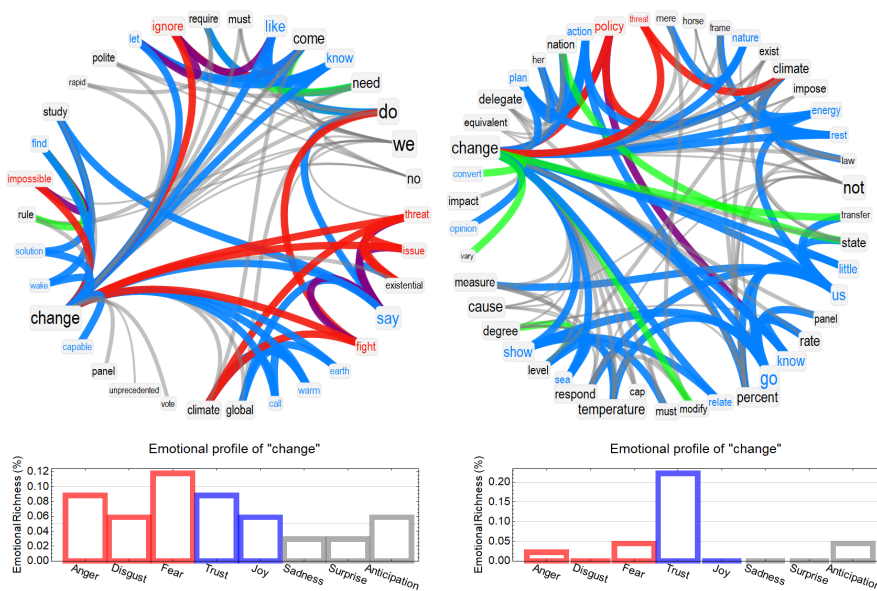 ignore
require
must
like
let
come
know
polite
need
rapid
do
study
we
find
no
impossible
rule
threat
solution
issue
wake
existential
change
say
capable
fight
panel
earth
unprecedented
warm
vote
climate
global
call
policy
threat
mere
horse
frame
action
nature
nation
her
exist
plan
climate
delegate
impose
equivalent
energy
change
rest
law
convert
not
impact
transfer
opinion
state
vary
little
measure
us
cause
panel
degree
rate
show
know
level
sea
go
respond
cap
percent
temperature
must
modify
relate
Emotional profile of "change"
Emotional Richness (%)
0.12
0.10
0.08
0.06
0.04
0.02
0.00
Anger
Disgust
Fear
Trust
Joy
Sadness
Surprise
Anticipation
Emotional profile of "change"
Emotional Richness (%)
0.20
0.15
0.10
0.05
0.00
Anger
Disgust
Fear
Trust
Joy
Sadness
Surprise
Anticipation